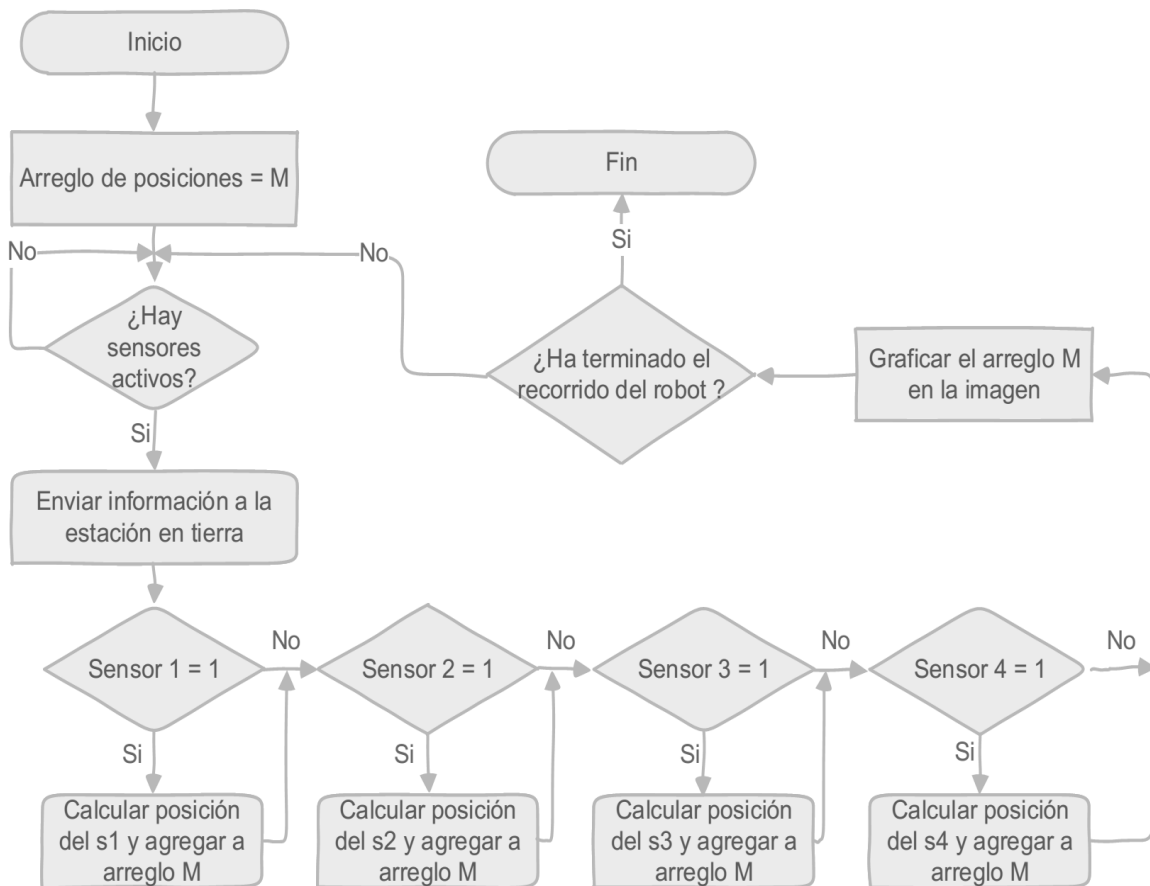 Inicio
Arreglo de posiciones = M
No
¿Hay
sensores
activos?
Si
Enviar información a la
estación en tierra
Sensor 1 = 1
No
Si
Calcular posición
del s1 y agregar a
arreglo M
Sensor 2 = 1
No
Si
Calcular posición
del s2 y agregar a
arreglo M
Sensor 3 = 1
No
Si
Calcular posición
del s3 y agregar a
arreglo M
Sensor 4 = 1
No
Si
Calcular posición
del s4 y agregar a
arreglo M
Graficar el arreglo M
en la imagen
¿Ha terminado el
recorrido del robot ?
No
Si
Fin